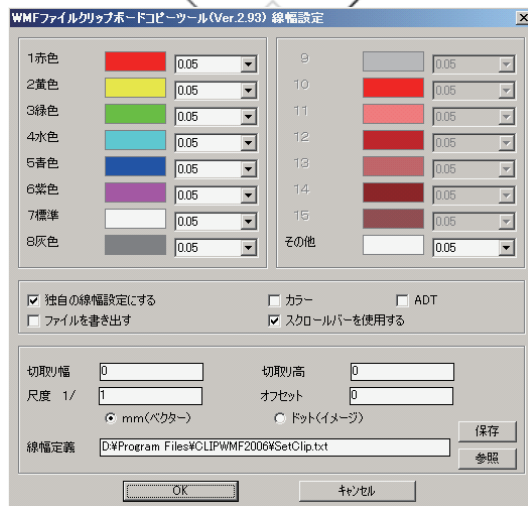 WMFファイルクリップボードコピーツール(Ver.2.93) 線幅設定
1赤色 0.05
2黄色 0.05
3緑色 0.05
4水色 0.05
5青色 0.05
6紫色 0.05
7標準 0.05
8灰色 0.05
9 0.05
10 0.05
11 0.05
12 0.05
13 0.05
14 0.05
15 0.05
その他 0.05
独自の線幅設定にする
カラー
ADT
ファイルを書き出す
スクロールバーを使用する
切取り幅 0
切取り高 0
尺度 1/ 1
オフセット 0
mm(ベクター)
ドット(イメージ)
保存
線幅定義 D:¥Program Files¥CLIPWMF2006¥SetClip.txt
参照
OK
キャンセル